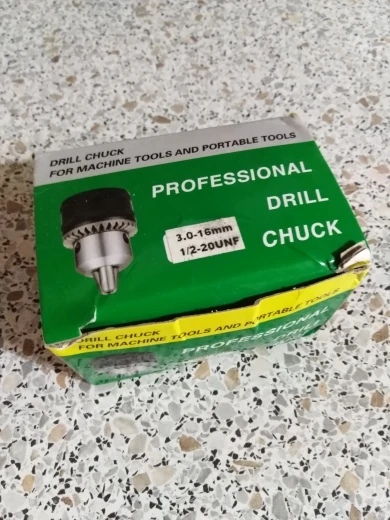 DRILL CHUCK
FOR MACHINE TOOLS AND PORTABLE TOOLS
PROFESSIONAL
DRILL
CHUCK
3.0-16mm
1/2-20UNF
DRILL CHUCK
FOR MACHINE TOOLS AND PORTABLE TOOLS
PROFESSIONAL
DRILL